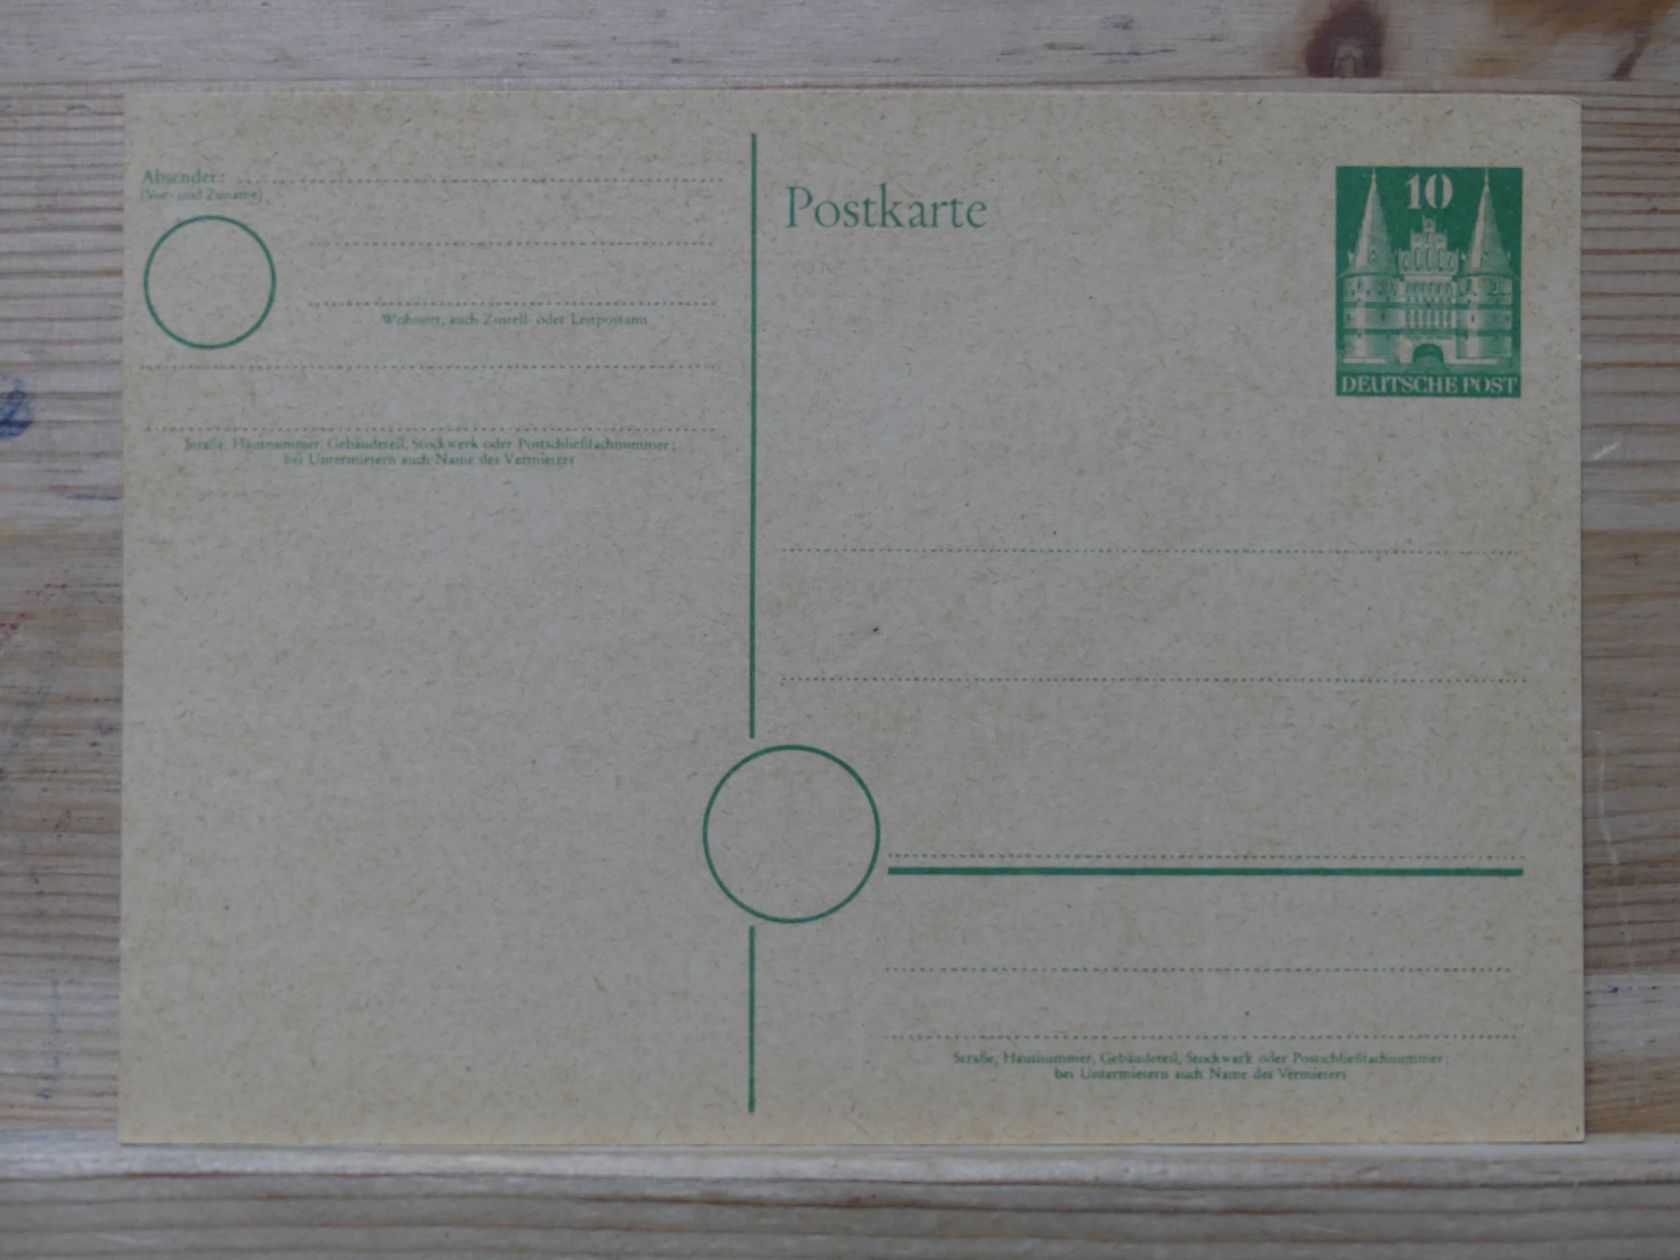 Absender:
(Vor- und Zuname)
Wohnort, auch Zustell- oder Leitpostamt
Straße, Hausnummer, Gebäudeteil, Stockwerk oder Postschließfachnummer;
bei Untermietern auch Name des Vermieters
Postkarte
10
DEUTSCHE POST
Straße, Hausnummer, Gebäudeteil, Stockwerk oder Postschließfachnummer;
bei Untermietern auch Name des Vermieters